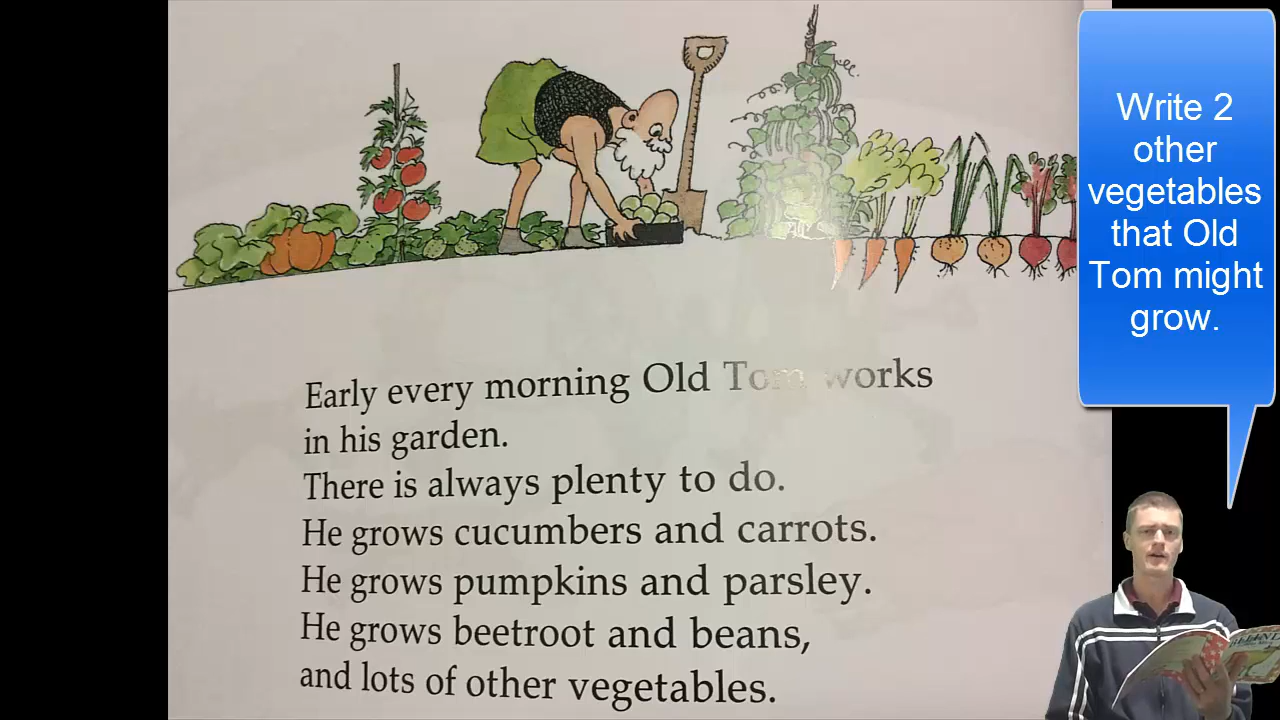 Early every morning Old Tom works
in his garden.
There is always plenty to do.
He grows cucumbers and carrots.
He grows pumpkins and parsley.
He grows beetroot and beans,
and lots of other vegetables.
Write 2
other
vegetables
that Old
Tom might
grow.